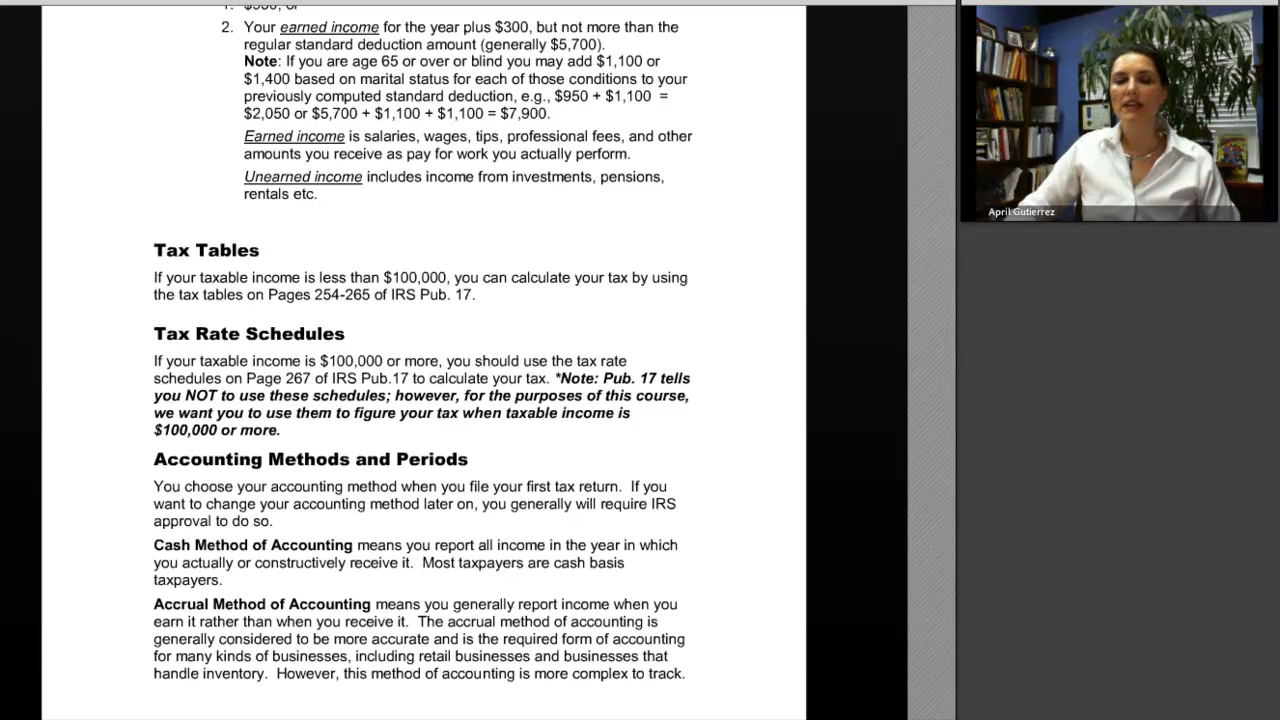 1. $950, or
2. Your earned income for the year plus $300, but not more than the
regular standard deduction amount (generally $5,700).
Note: If you are age 65 or over or blind you may add $1,100 or
$1,400 based on marital status for each of those conditions to your
previously computed standard deduction, e.g., $950 + $1,100 =
$2,050 or $5,700 + $1,100 + $1,100 = $7,900.
Earned income is salaries, wages, tips, professional fees, and other
amounts you receive as pay for work you actually perform.
Unearned income includes income from investments, pensions,
rentals etc.
Tax Tables
If your taxable income is less than $100,000, you can calculate your tax by using
the tax tables on Pages 254-265 of IRS Pub. 17.
Tax Rate Schedules
If your taxable income is $100,000 or more, you should use the tax rate
schedules on Page 267 of IRS Pub.17 to calculate your tax. *Note: Pub. 17 tells
you NOT to use these schedules; however, for the purposes of this course,
we want you to use them to figure your tax when taxable income is
$100,000 or more.
Accounting Methods and Periods
You choose your accounting method when you file your first tax return. If you
want to change your accounting method later on, you generally will require IRS
approval to do so.
Cash Method of Accounting means you report all income in the year in which
you actually or constructively receive it. Most taxpayers are cash basis
taxpayers.
Accrual Method of Accounting means you generally report income when you
earn it rather than when you receive it. The accrual method of accounting is
generally considered to be more accurate and is the required form of accounting
for many kinds of businesses, including retail businesses and businesses that
handle inventory. However, this method of accounting is more complex to track.
April Gutierrez